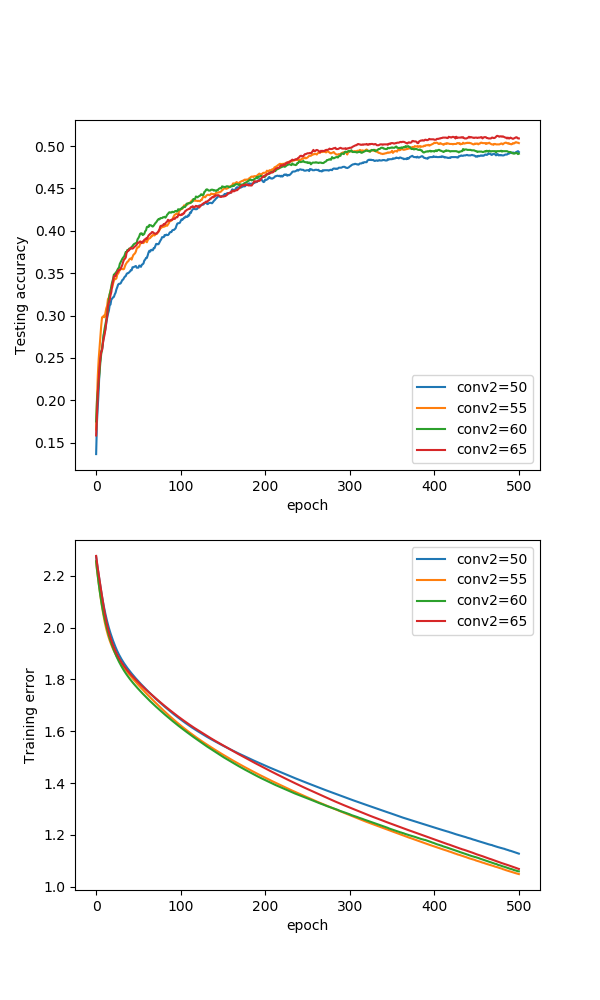 0.50
0.45
0.40
0.35
0.30
0.25
0.20
0.15
Testing accuracy
conv2=50
conv2=55
conv2=60
conv2=65
0 100 200 300 400 500
epoch
2.2
2.0
1.8
1.6
1.4
1.2
1.0
Training error
conv2=50
conv2=55
conv2=60
conv2=65
0 100 200 300 400 500
epoch